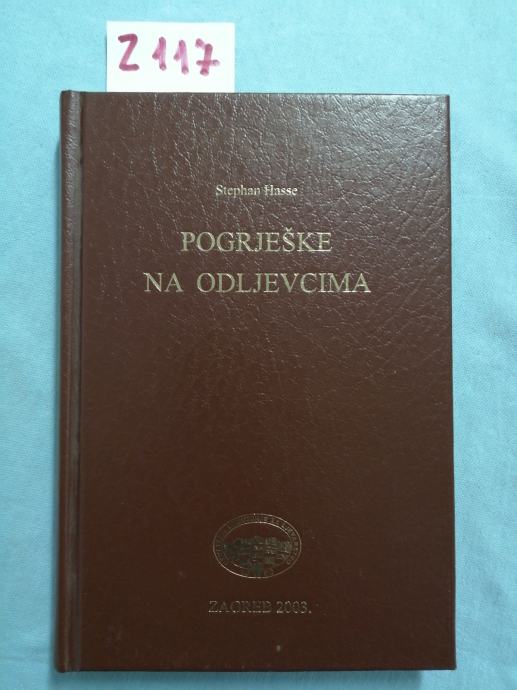 Z 117
Stephan Hasse
POGRJEŠKE
NA ODLJEVCIMA
ZAGREB 2003.